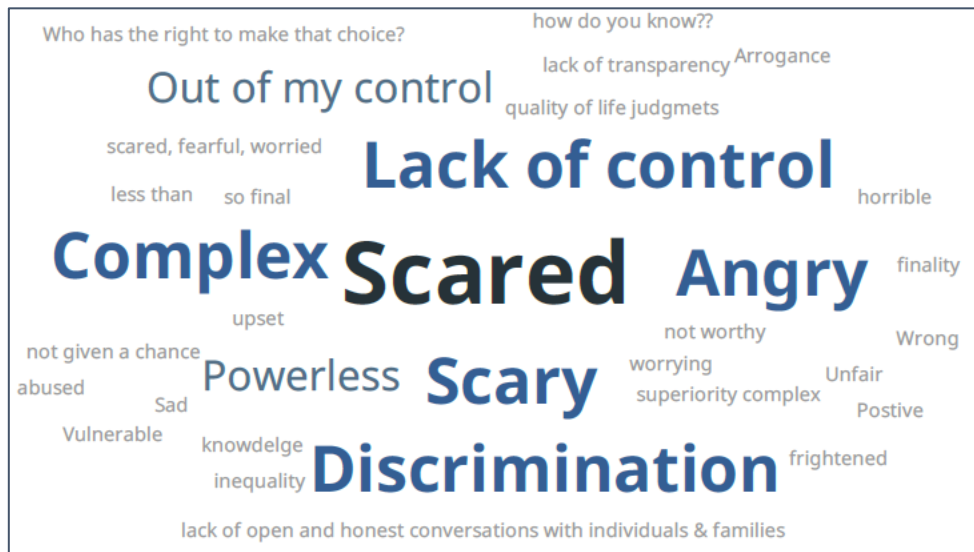 how do you know??
Who has the right to make that choice?
Arrogance
lack of transparency
Out of my control
quality of life judgmets
scared, fearful, worried
Lack of control
less than
so final
horrible
Complex
Scared
Angry
finality
upset
not worthy
Wrong
not given a chance
worrying
Powerless
Scary
Unfair
abused
superiority complex
Sad
Postive
Vulnerable
knowdelge
Discrimination
frightened
inequality
lack of open and honest conversations with individuals & families